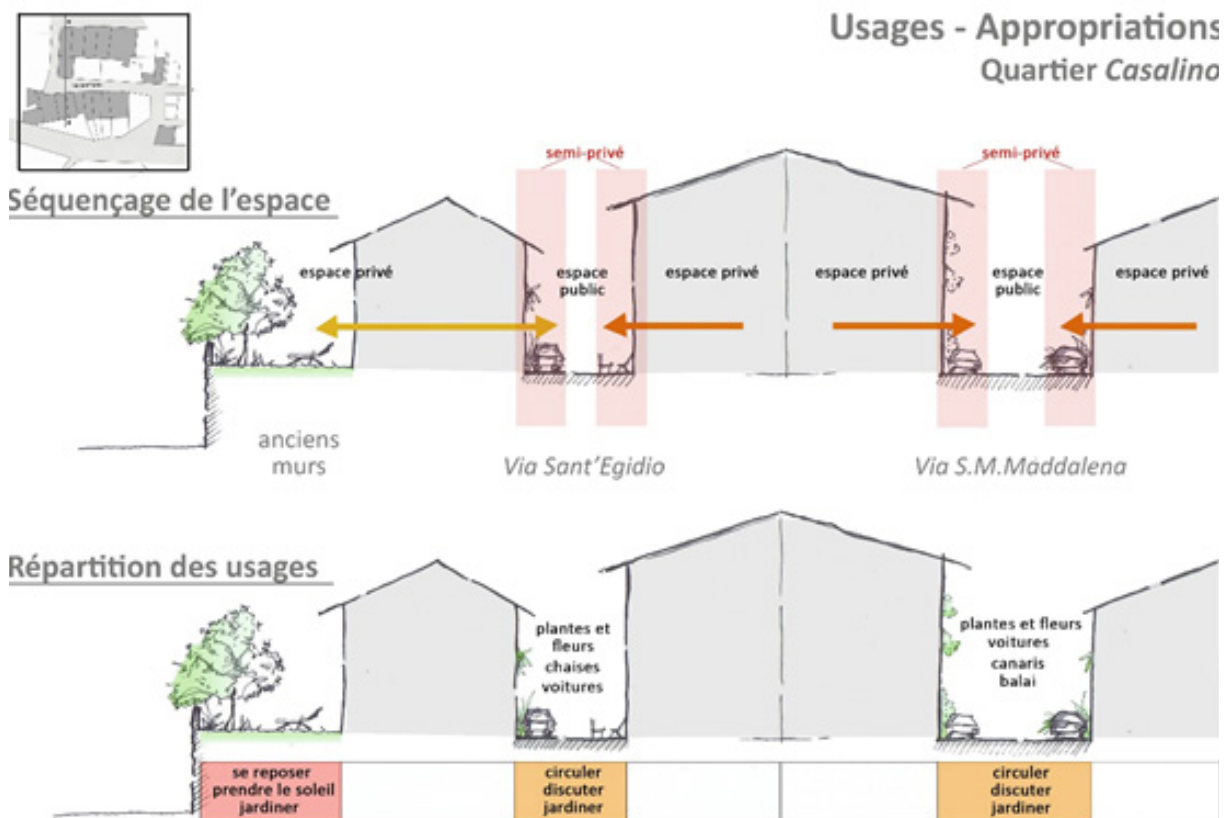 Usages - Appropriations
Quartier Casalino
Séquençage de l'espace
semi-privé
semi-privé
espace privé
espace
public
espace privé
espace privé
espace
public
espace privé
anciens
murs
Via Sant'Egidio
Via S.M.Maddalena
Répartition des usages
plantes et
fleurs
chaises
voitures
plantes et fleurs
voitures
canaris
balai
se reposer
prendre le soleil
jardiner
circuler
discuter
jardiner
circuler
discuter
jardiner